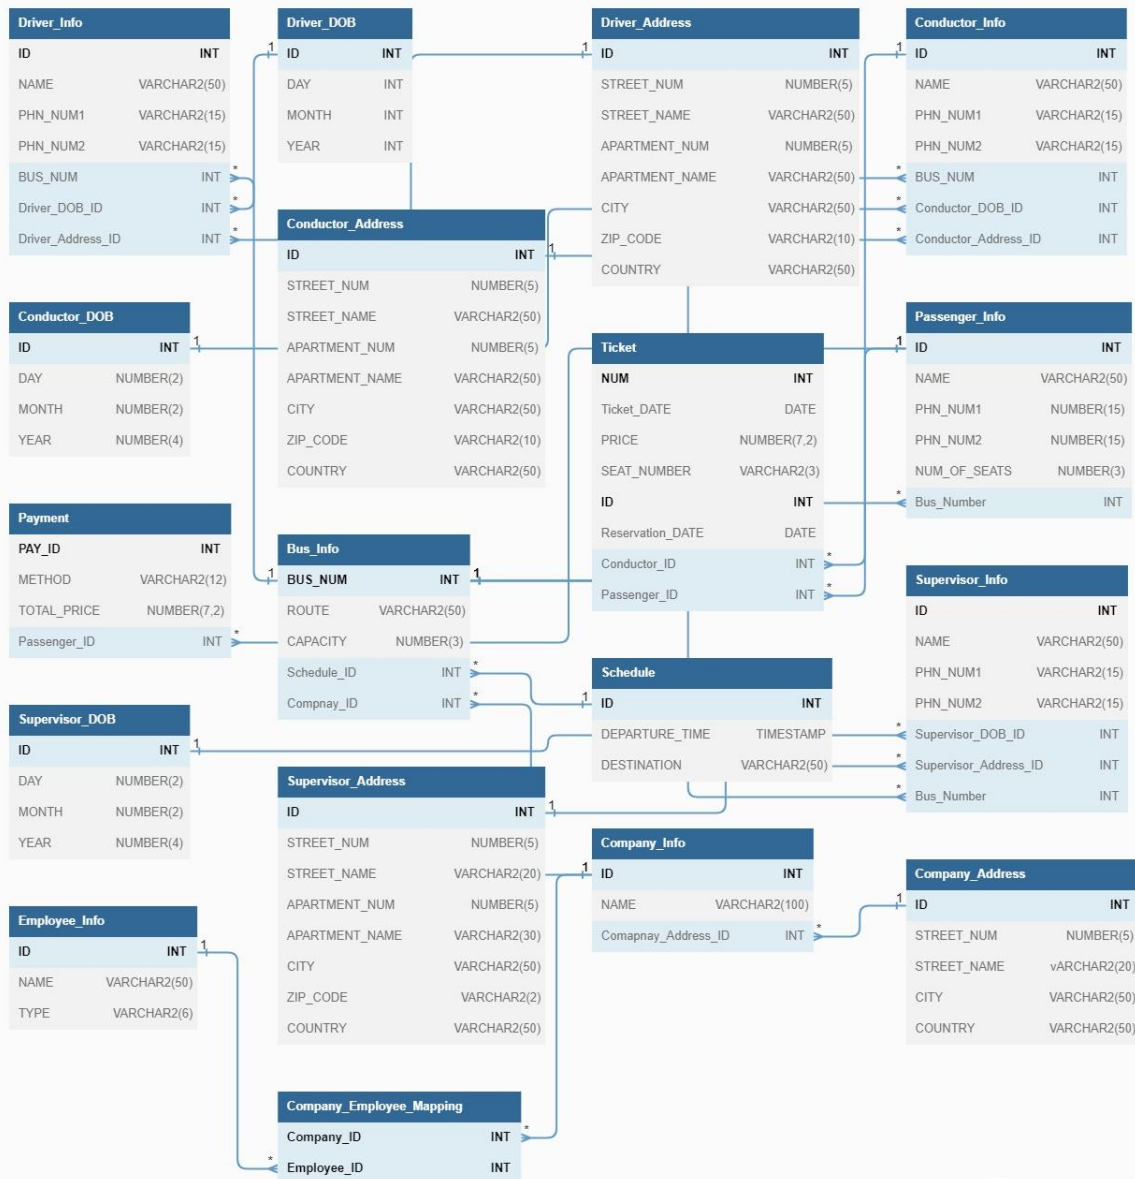 Driver_Info
ID INT
NAME VARCHAR2(50)
PHN_NUM1 VARCHAR2(15)
PHN_NUM2 VARCHAR2(15)
BUS_NUM INT *
Driver_DOB_ID INT *
Driver_Address_ID INT *
Driver_DOB
1 ID INT
DAY INT
MONTH INT
YEAR INT
Driver_Address
1 ID INT
STREET_NUM NUMBER(5)
STREET_NAME VARCHAR2(50)
APARTMENT_NUM NUMBER(5)
APARTMENT_NAME VARCHAR2(50)
CITY VARCHAR2(50)
ZIP_CODE VARCHAR2(10)
COUNTRY VARCHAR2(50)
Conductor_Info
1 ID INT
NAME VARCHAR2(50)
PHN_NUM1 VARCHAR2(15)
PHN_NUM2 VARCHAR2(15)
* BUS_NUM INT
* Conductor_DOB_ID INT
* Conductor_Address_ID INT
Conductor_Address
ID INT 1
STREET_NUM NUMBER(5)
STREET_NAME VARCHAR2(50)
APARTMENT_NUM NUMBER(5)
APARTMENT_NAME VARCHAR2(50)
CITY VARCHAR2(50)
ZIP_CODE VARCHAR2(10)
COUNTRY VARCHAR2(50)
Conductor_DOB
ID INT 1
DAY NUMBER(2)
MONTH NUMBER(2)
YEAR NUMBER(4)
Ticket
NUM INT
Ticket_DATE DATE
PRICE NUMBER(7,2)
SEAT_NUMBER VARCHAR2(3)
ID INT
Reservation_DATE DATE
Conductor_ID INT *
Passenger_ID INT *
Passenger_Info
1 ID INT
NAME VARCHAR2(50)
PHN_NUM1 NUMBER(15)
PHN_NUM2 NUMBER(15)
NUM_OF_SEATS NUMBER(3)
* Bus_Number INT
Payment
PAY_ID INT
METHOD VARCHAR2(12)
TOTAL_PRICE NUMBER(7,2)
Passenger_ID INT *
Bus_Info
1 BUS_NUM INT 1
ROUTE VARCHAR2(50)
CAPACITY NUMBER(3)
Schedule_ID INT *
Compnay_ID INT *
Supervisor_Info
ID INT
NAME VARCHAR2(50)
PHN_NUM1 VARCHAR2(15)
PHN_NUM2 VARCHAR2(15)
* Supervisor_DOB_ID INT
* Supervisor_Address_ID INT
* Bus_Number INT
Schedule
1 ID INT
DEPARTURE_TIME TIMESTAMP
DESTINATION VARCHAR2(50)
Supervisor_DOB
ID INT 1
DAY NUMBER(2)
MONTH NUMBER(2)
YEAR NUMBER(4)
Supervisor_Address
ID INT 1
STREET_NUM NUMBER(5)
STREET_NAME VARCHAR2(20)
APARTMENT_NUM NUMBER(5)
APARTMENT_NAME VARCHAR2(30)
CITY VARCHAR2(50)
ZIP_CODE VARCHAR2(2)
COUNTRY VARCHAR2(50)
Company_Info
1 ID INT
NAME VARCHAR2(100)
Comapnay_Address_ID INT *
Company_Address
1 ID INT
STREET_NUM NUMBER(5)
STREET_NAME vARCHAR2(20)
CITY VARCHAR2(50)
COUNTRY VARCHAR2(50)
Employee_Info
ID INT 1
NAME VARCHAR2(50)
TYPE VARCHAR2(6)
Company_Employee_Mapping
Company_ID INT *
* Employee_ID INT